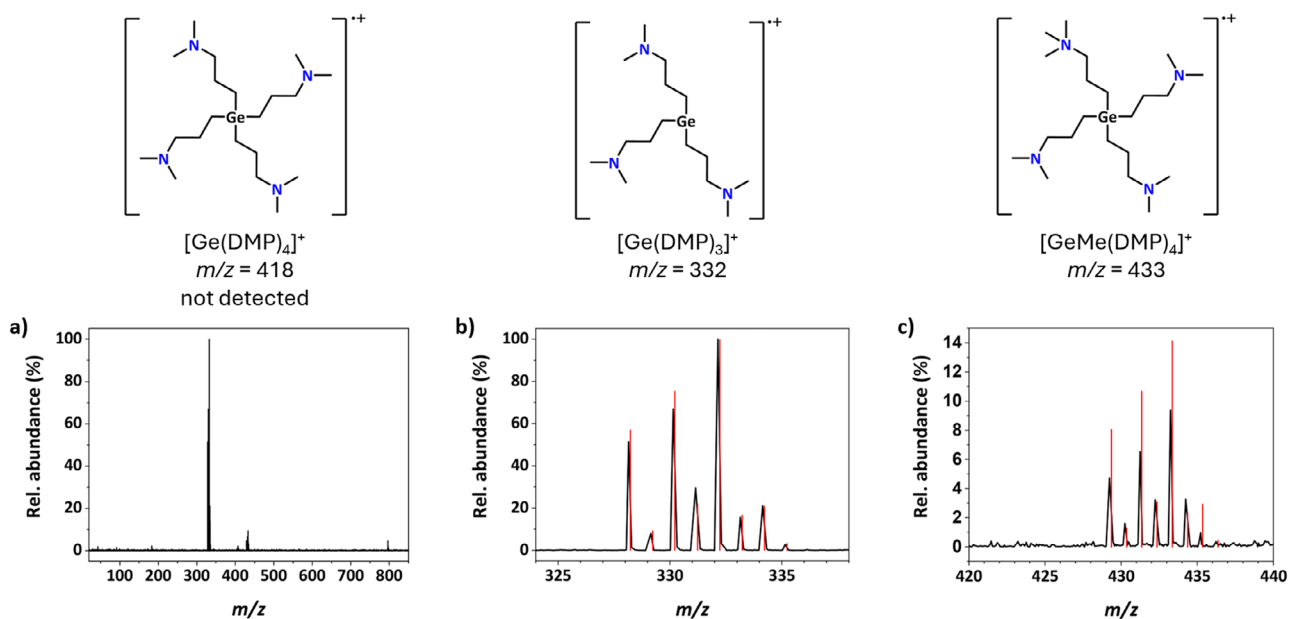 •+
•+
•+
N
N
Ge
N
N
N
Ge
N
N
N
N
Ge
N
N
[Ge(DMP)₄]⁺
m/z = 418
not detected
[Ge(DMP)₃]⁺
m/z = 332
[GeMe(DMP)₄]⁺
m/z = 433
a)
Rel. abundance (%)
100
80
60
40
20
0
100 200 300 400 500 600 700 800
m/z
b)
Rel. abundance (%)
100
80
60
40
20
0
325 330 335
m/z
c)
Rel. abundance (%)
14
12
10
8
6
4
2
0
420 425 430 435 440
m/z